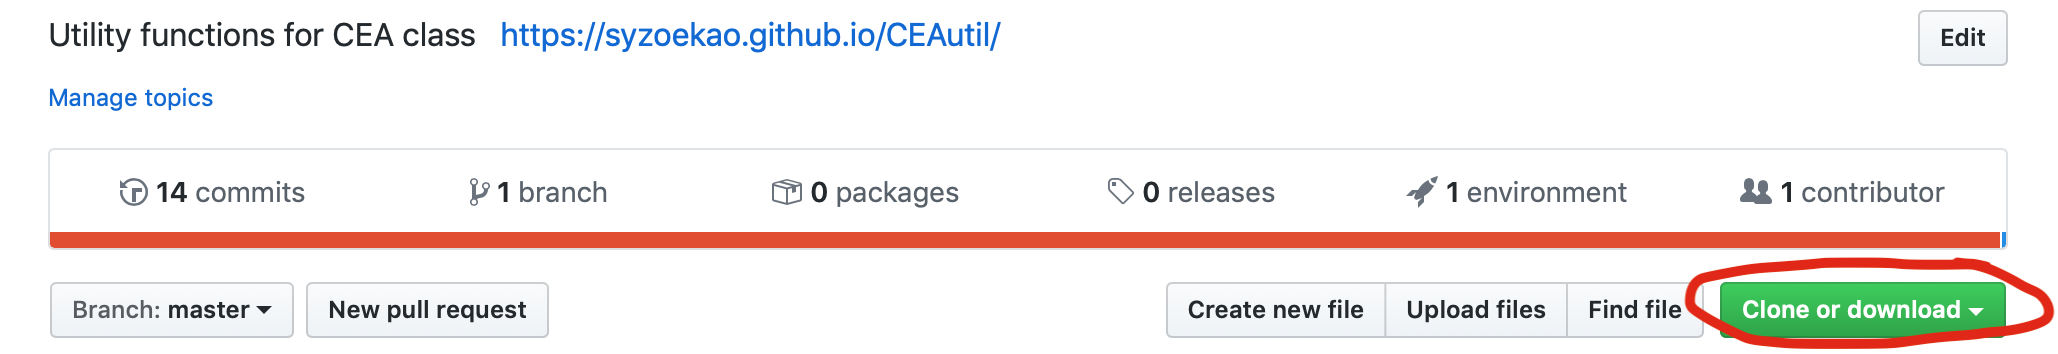 Utility functions for CEA class https://syzoekao.github.io/CEAutil/ Edit
Manage topics
14 commits 1 branch 0 packages 0 releases 1 environment 1 contributor
Branch: master New pull request Create new file Upload files Find file Clone or download